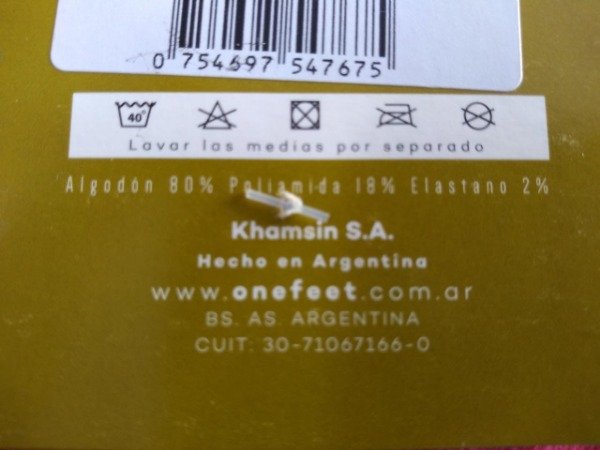 0 754697 547675
40°
Lavar las medias por separado
Algodón 80% Poliamida 18% Elastano 2%
Khamsin S.A.
Hecho en Argentina
www.onefeet.com.ar
BS. AS. ARGENTINA
CUIT: 30-71067166-0